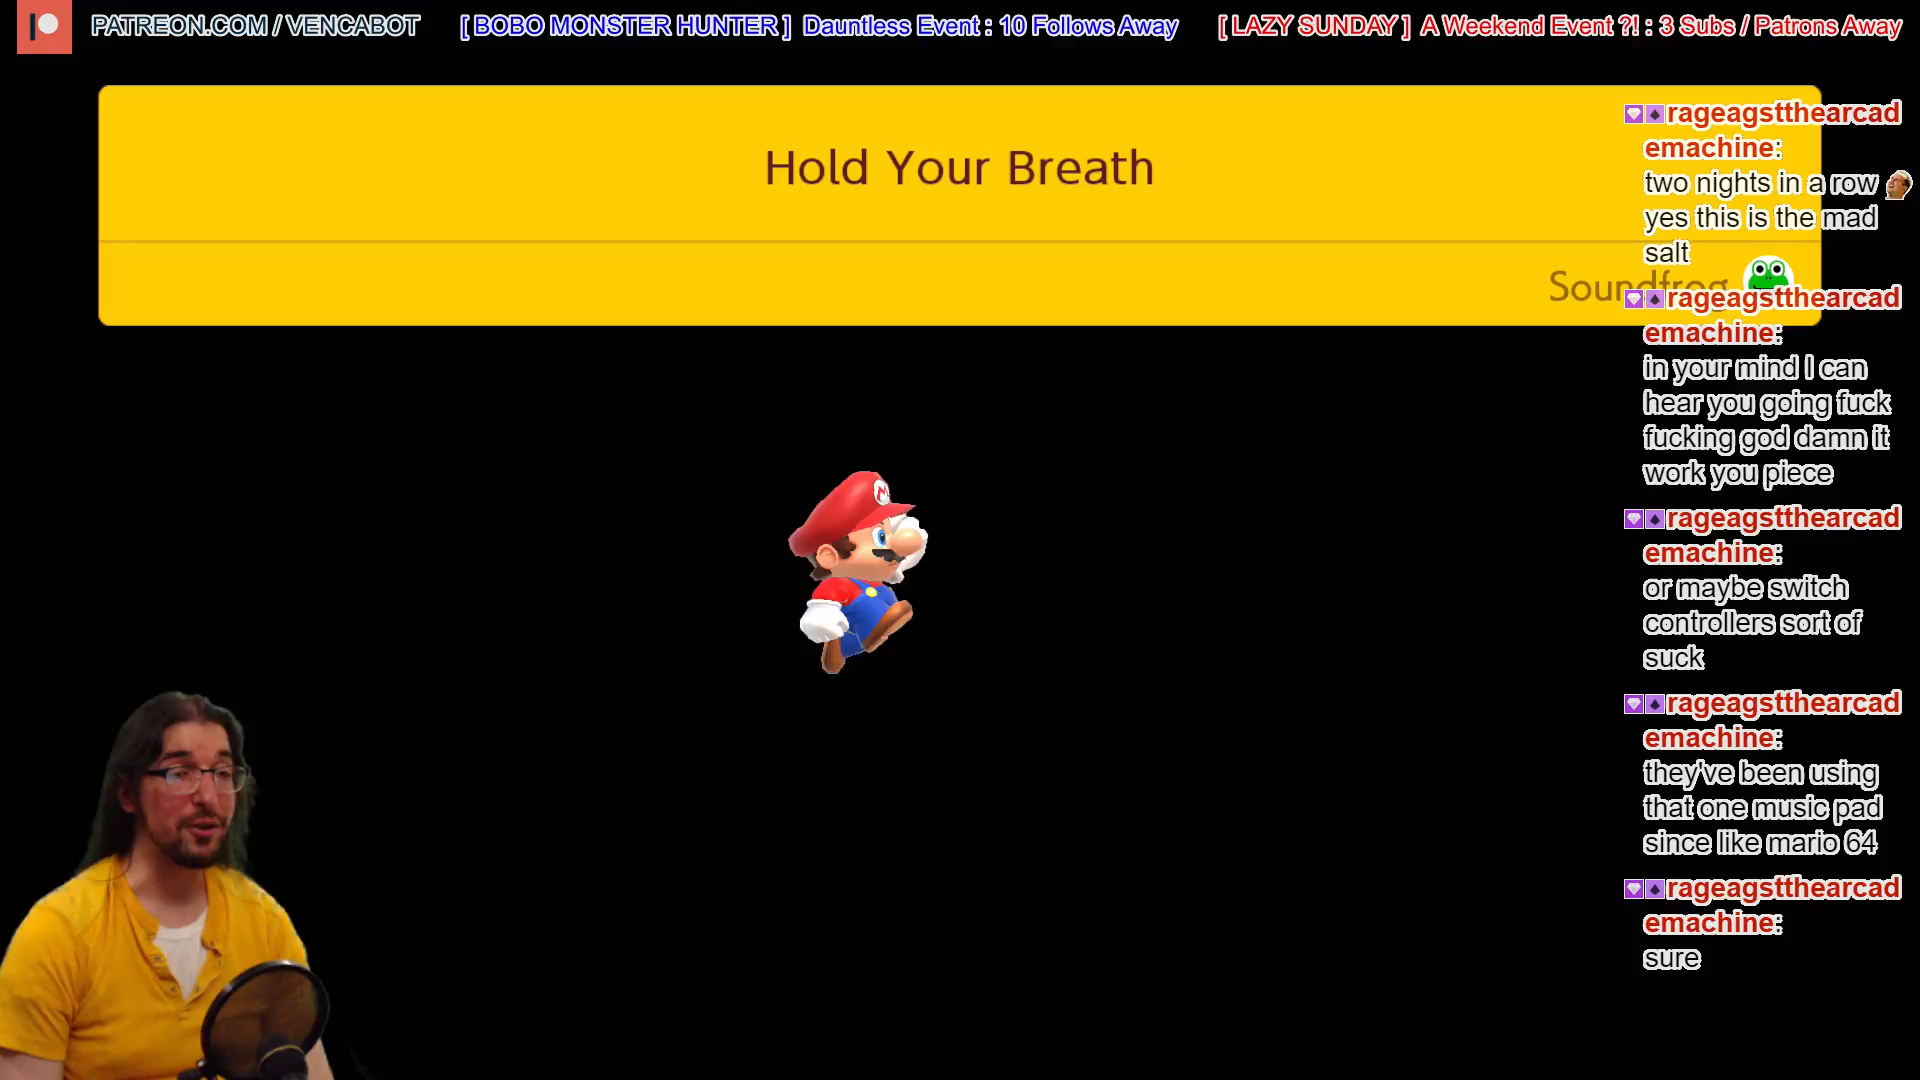 PATREON.COM / VENCABOT [ BOBO MONSTER HUNTER ] Dauntless Event : 10 Follows Away [ LAZY SUNDAY ] A Weekend Event ?! : 3 Subs / Patrons Away
Hold Your Breath
Soundfrog
rageagstthearcad
emachine:
two nights in a row
yes this is the mad
salt
rageagstthearcad
emachine:
in your mind I can
hear you going fuck
fucking god damn it
work you piece
rageagstthearcad
emachine:
or maybe switch
controllers sort of
suck
rageagstthearcad
emachine:
they've been using
that one music pad
since like mario 64
rageagstthearcad
emachine:
sure